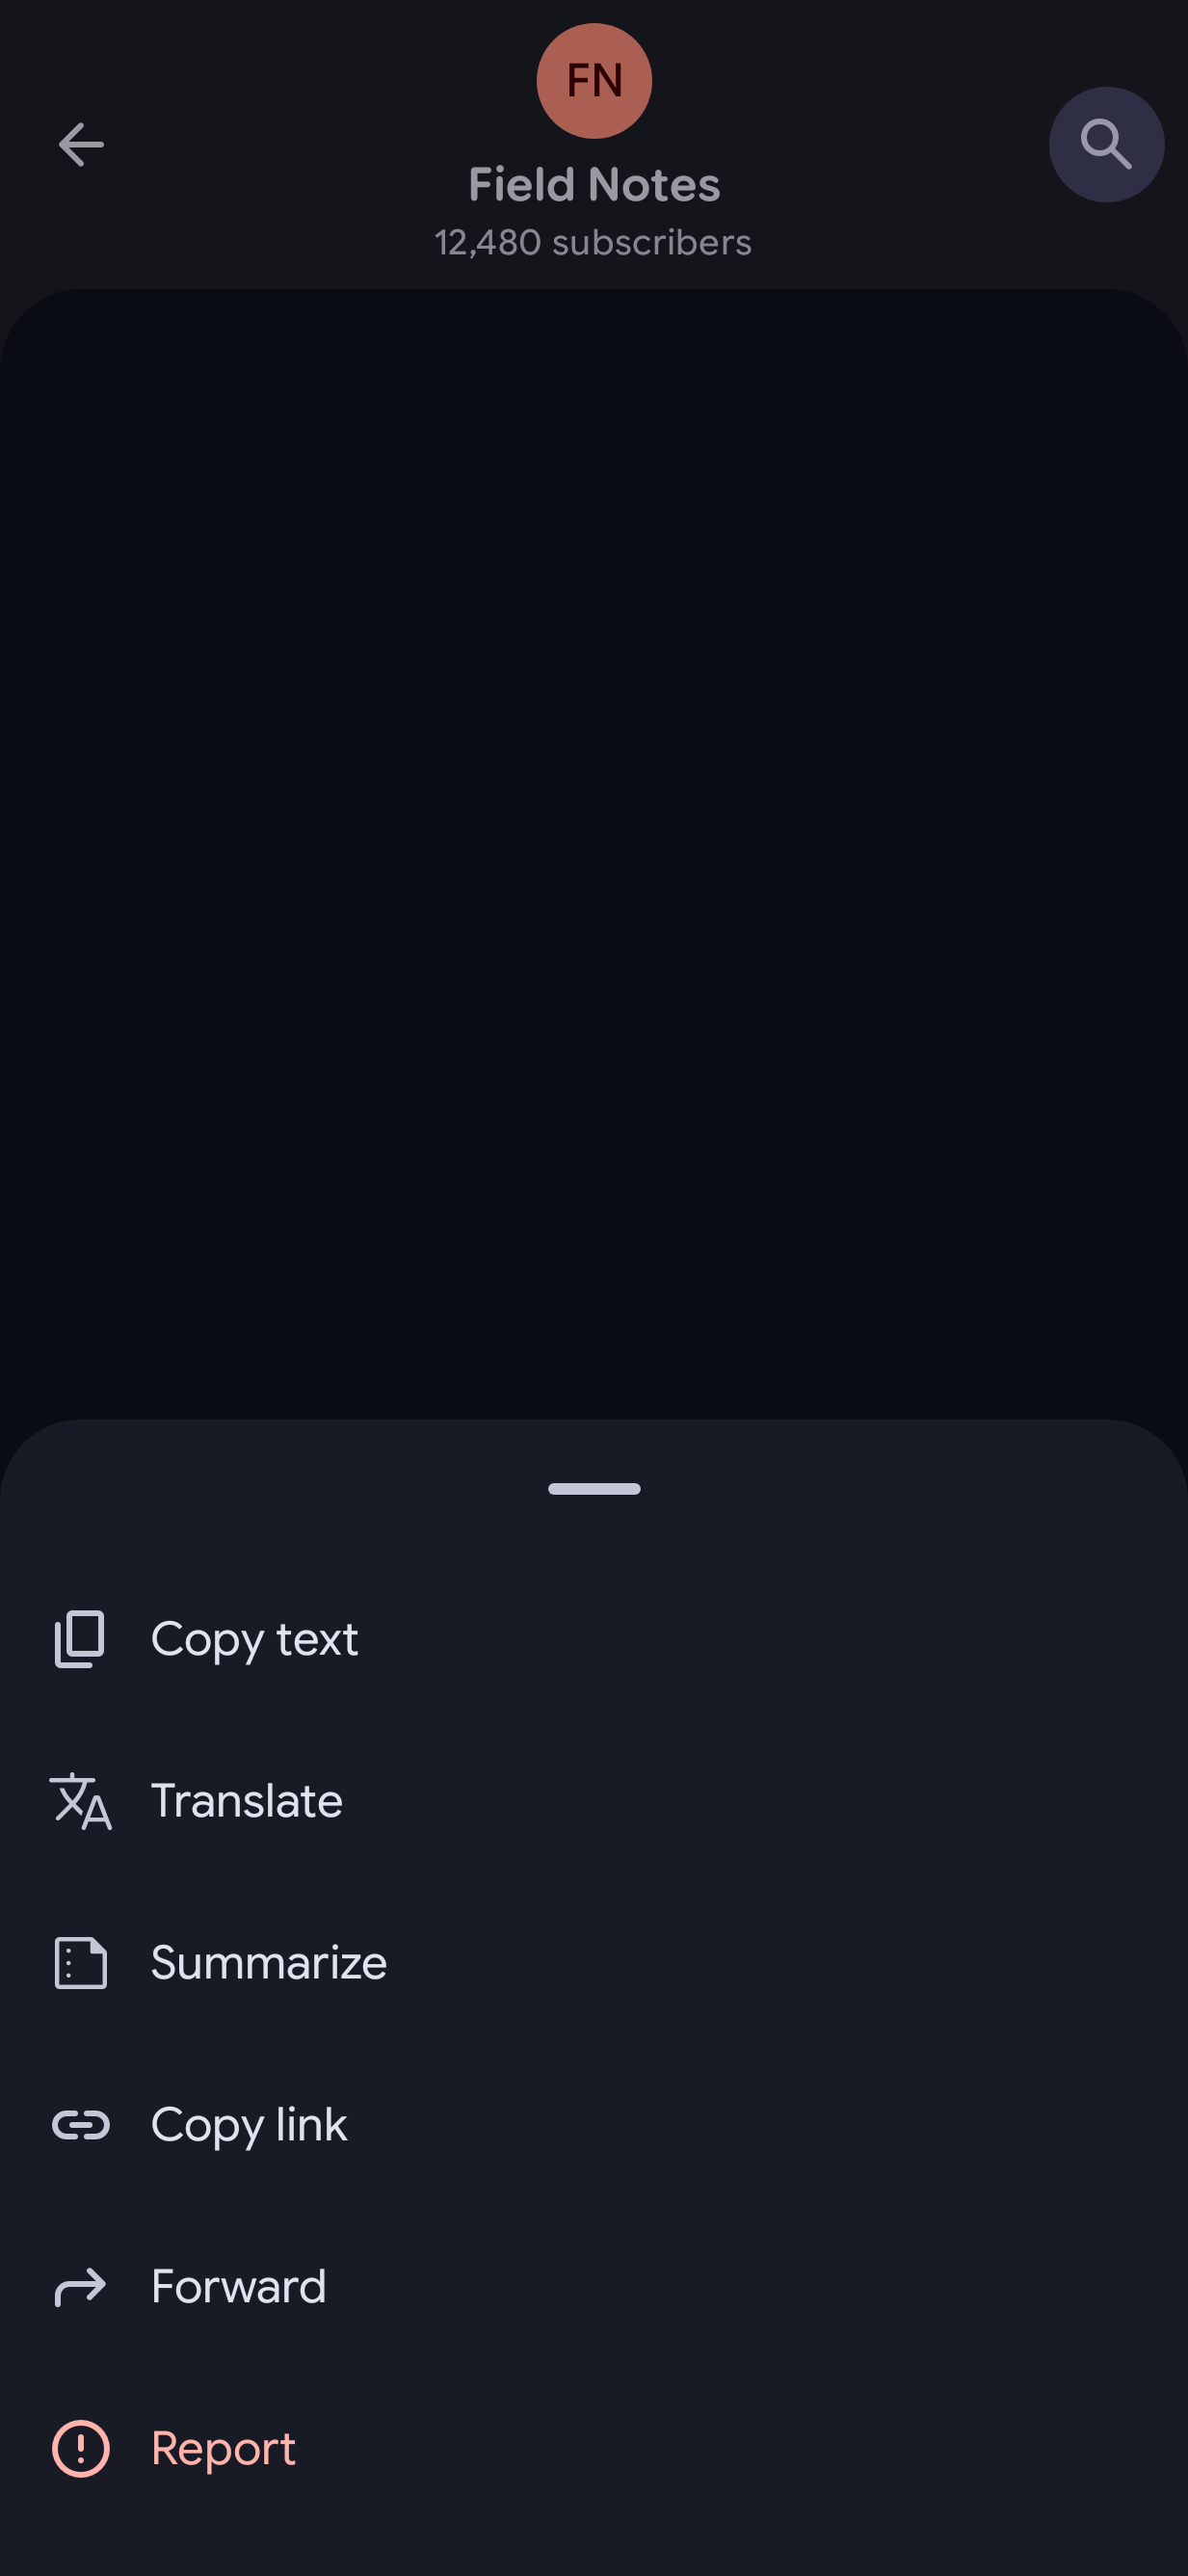 FN
Field Notes
12,480 subscribers
Copy text
Translate
Summarize
Copy link
Forward
Report